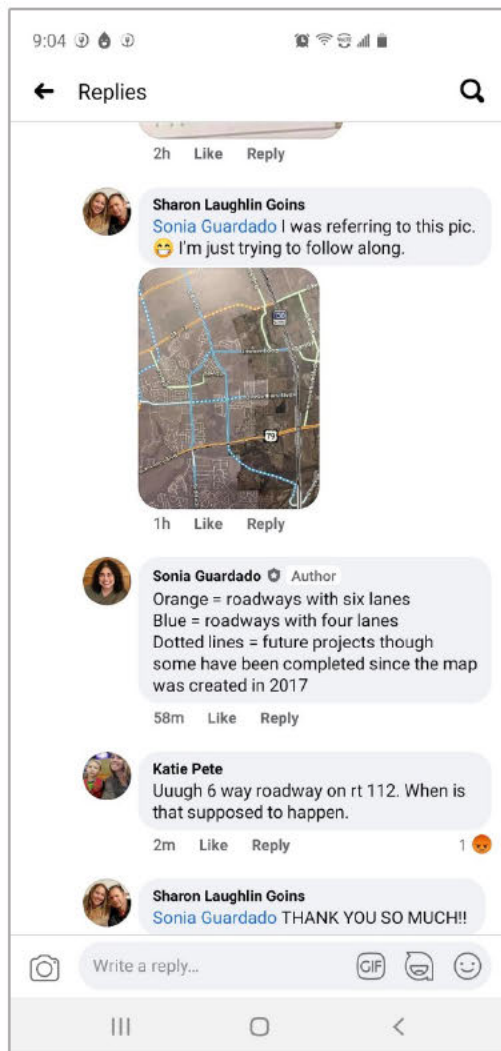 9:04
Replies
2h Like Reply
Sharon Laughlin Goins
Sonia Guardado I was referring to this pic.
😁 I'm just trying to follow along.
79
1h Like Reply
Sonia Guardado Author
Orange = roadways with six lanes
Blue = roadways with four lanes
Dotted lines = future projects though
some have been completed since the map
was created in 2017
58m Like Reply
Katie Pete
Uuugh 6 way roadway on rt 112. When is
that supposed to happen.
2m Like Reply 1 😡
Sharon Laughlin Goins
Sonia Guardado THANK YOU SO MUCH!!
Write a reply...
GIF